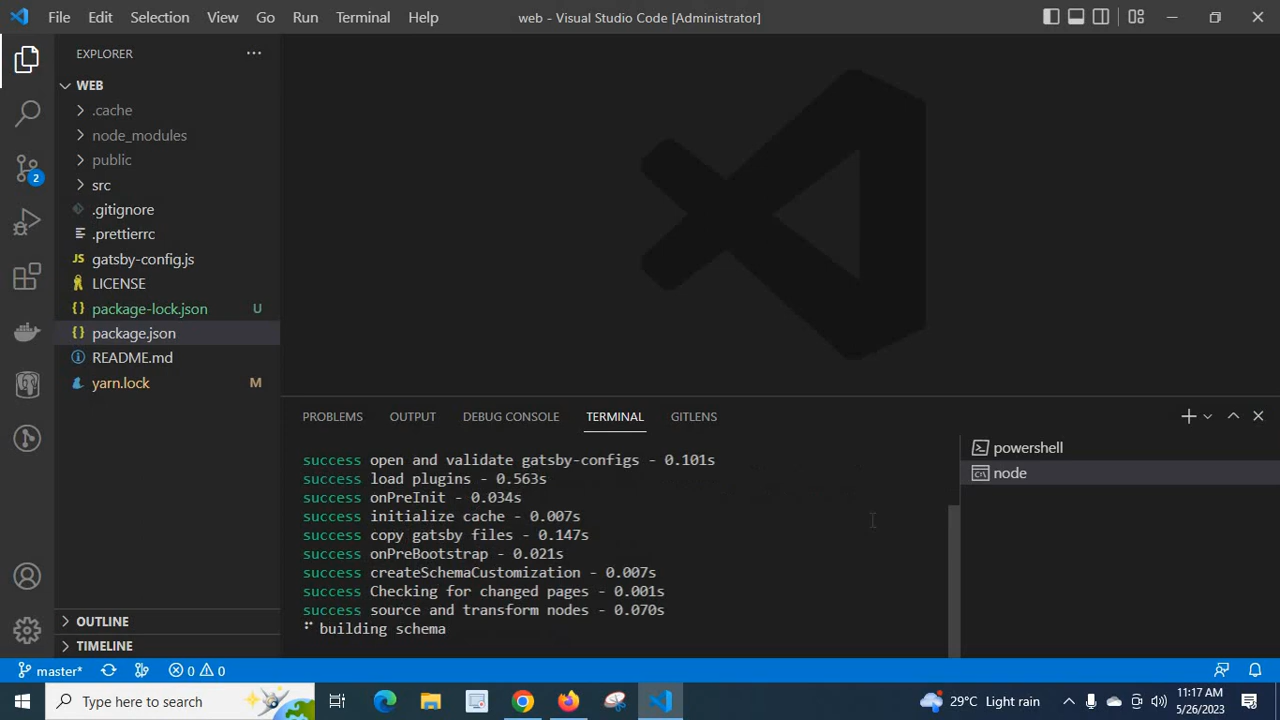 File Edit Selection View Go Run Terminal Help
web - Visual Studio Code [Administrator]
EXPLORER
WEB
.cache
node_modules
public
src
.gitignore
.prettierrc
JS gatsby-config.js
LICENSE
{} package-lock.json U
{} package.json
README.md
yarn.lock M
OUTLINE
TIMELINE
2
PROBLEMS OUTPUT DEBUG CONSOLE TERMINAL GITLENS
success open and validate gatsby-configs - 0.101s
success load plugins - 0.563s
success onPreInit - 0.034s
success initialize cache - 0.007s
success copy gatsby files - 0.147s
success onPreBootstrap - 0.021s
success createSchemaCustomization - 0.007s
success Checking for changed pages - 0.001s
success source and transform nodes - 0.070s
building schema
powershell
node
master* 0 0
Type here to search
29°C Light rain
11:17 AM
5/26/2023